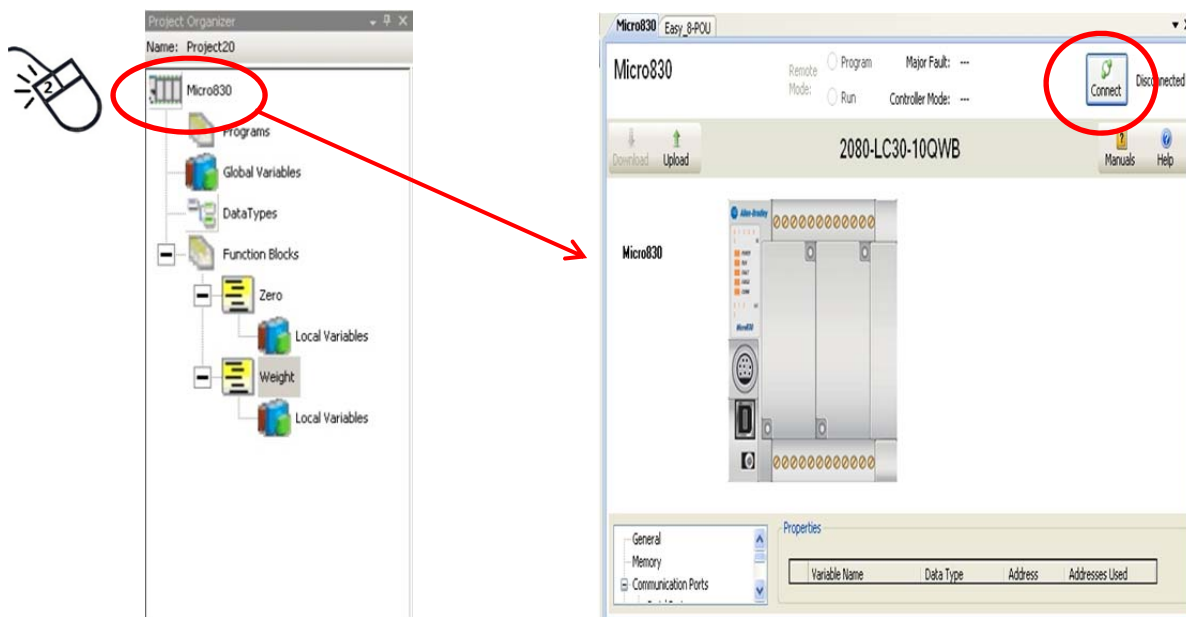 Project Organizer
Name: Project20
2
Micro830
Programs
Global Variables
DataTypes
Function Blocks
Zero
Local Variables
Weight
Local Variables
Micro830 Easy_8-POU
Micro830
Remote Mode:
Program
Run
Major Fault: ---
Controller Mode: ---
Connect
Disconnected
Download Upload
2080-LC30-10QWB
Manuals Help
Micro830
Allen-Bradley
Micro830
General
Memory
Communication Ports
Properties
Variable Name Data Type Address Addresses Used